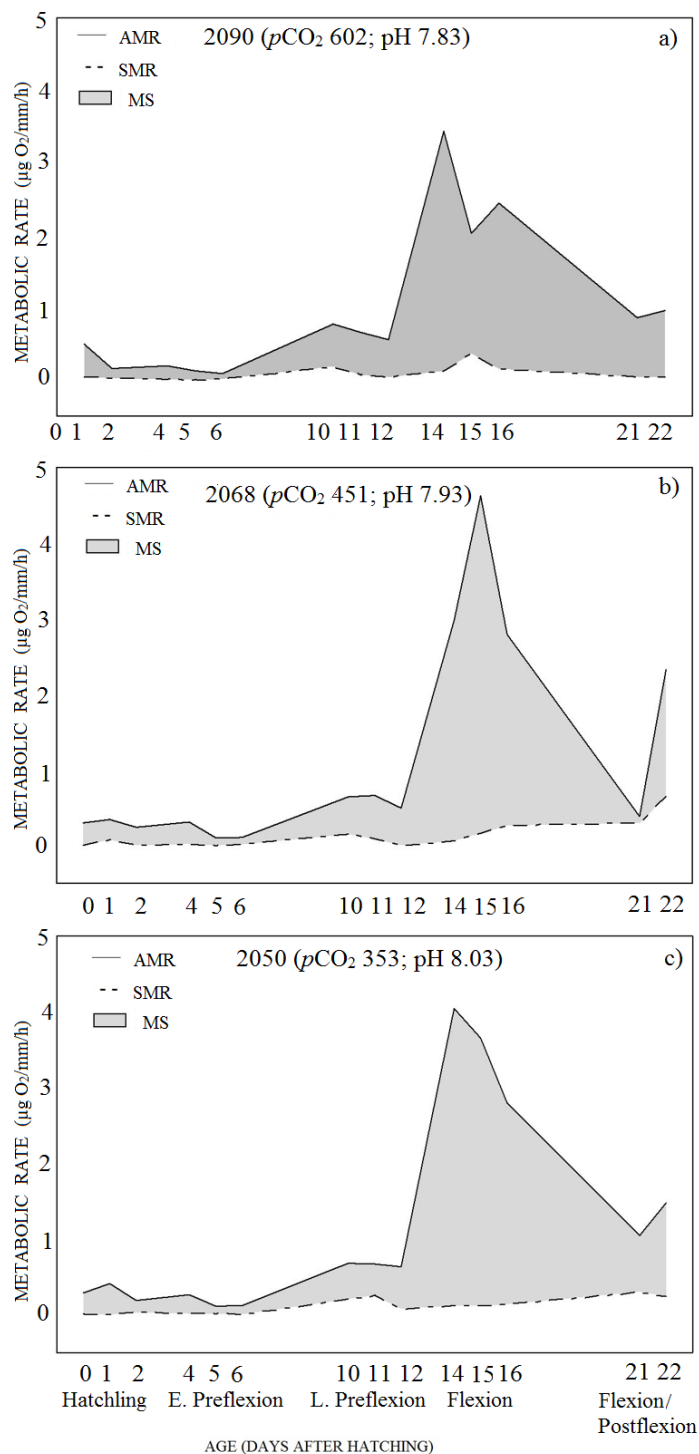 5
AMR
2090 (pCO₂ 602; pH 7.83)
a)
SMR
MS
4
3
2
1
0
METABOLIC RATE (µg O₂/mm/h)
0 1 2 4 5 6 10 11 12 14 15 16 21 22
5
AMR
2068 (pCO₂ 451; pH 7.93)
b)
SMR
MS
4
3
2
1
0
METABOLIC RATE (µg O₂/mm/h)
0 1 2 4 5 6 10 11 12 14 15 16 21 22
5
AMR
2050 (pCO₂ 353; pH 8.03)
c)
SMR
MS
4
3
2
1
0
METABOLIC RATE (µg O₂/mm/h)
0 1 2 4 5 6 10 11 12 14 15 16 21 22
Hatchling E. Preflexion L. Preflexion Flexion Flexion/
Postflexion
AGE (DAYS AFTER HATCHING)